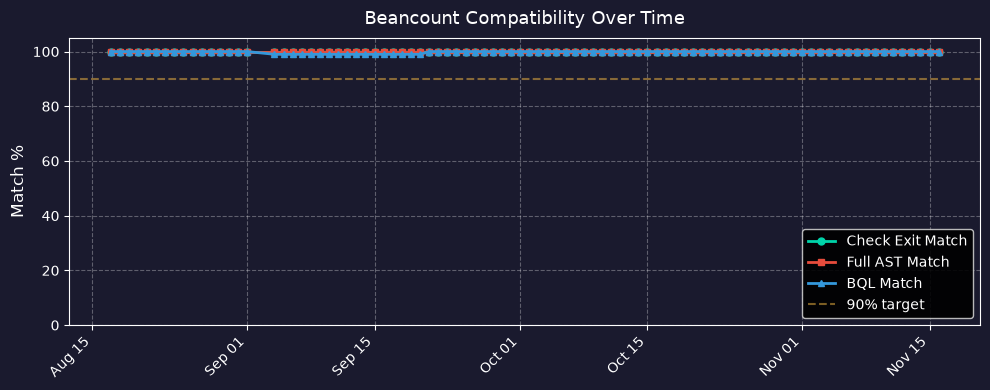 Beancount Compatibility Over Time
Match %
100
80
60
40
20
0
Check Exit Match
Full AST Match
BQL Match
90% target
Aug 15
Sep 01
Sep 15
Oct 01
Oct 15
Nov 01
Nov 15